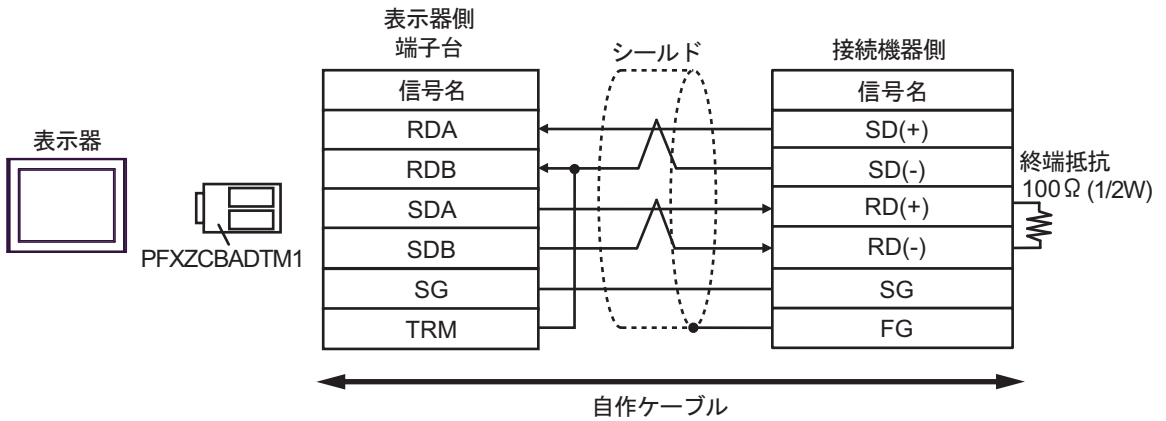 表示器側
端子台
シールド
接続機器側
信号名
信号名
RDA
SD(+)
表示器
RDB
SD(-)
終端抵抗
100Ω (1/2W)
SDA
RD(+)
PFXZCBADTM1
SDB
RD(-)
SG
SG
TRM
FG
自作ケーブル